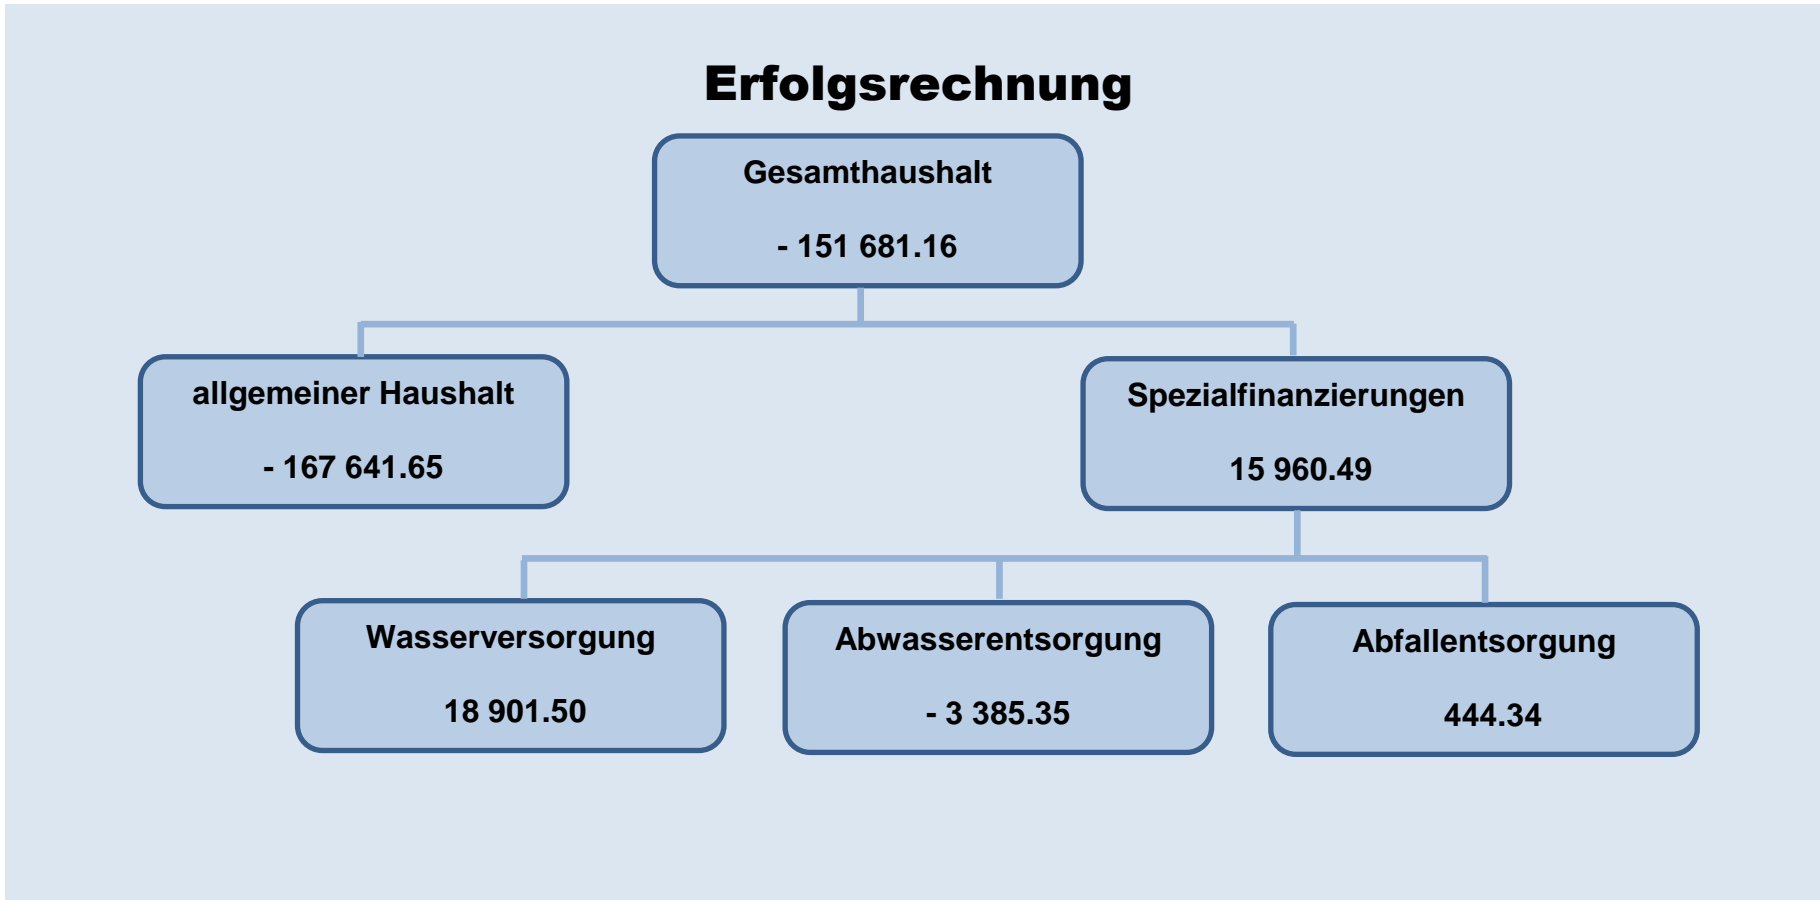 Erfolgsrechnung
Gesamthaushalt
- 151 681.16
allgemeiner Haushalt
- 167 641.65
Spezialfinanzierungen
15 960.49
Wasserversorgung
18 901.50
Abwasserentsorgung
- 3 385.35
Abfallentsorgung
444.34